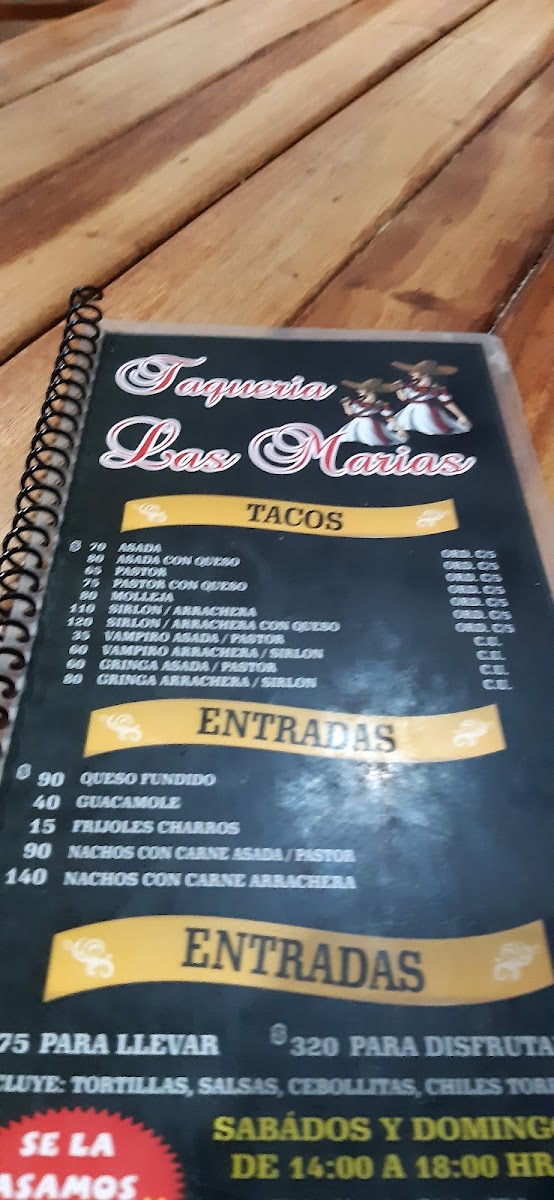 Taqueria
Las Marias
TACOS
$ 70 ASADA ORD. C/5
80 ASADA CON QUESO ORD. C/5
65 PASTOR ORD. C/5
75 PASTOR CON QUESO ORD. C/5
80 MOLLEJA ORD. C/5
110 SIRLON / ARRACHERA ORD. C/5
120 SIRLON / ARRACHERA CON QUESO ORD. C/5
35 VAMPIRO ASADA / PASTOR C.U.
60 VAMPIRO ARRACHERA / SIRLON C.U.
60 GRINGA ASADA / PASTOR C.U.
80 GRINGA ARRACHERA / SIRLON C.U.
ENTRADAS
$ 90 QUESO FUNDIDO
40 GUACAMOLE
15 FRIJOLES CHARROS
90 NACHOS CON CARNE ASADA / PASTOR
140 NACHOS CON CARNE ARRACHERA
ENTRADAS
75 PARA LLEVAR $ 320 PARA DISFRUTA
CLUYE: TORTILLAS, SALSAS, CEBOLLITAS, CHILES TOR
SABÁDOS Y DOMINGO
DE 14:00 A 18:00 HR
SE LA
ASAMOS